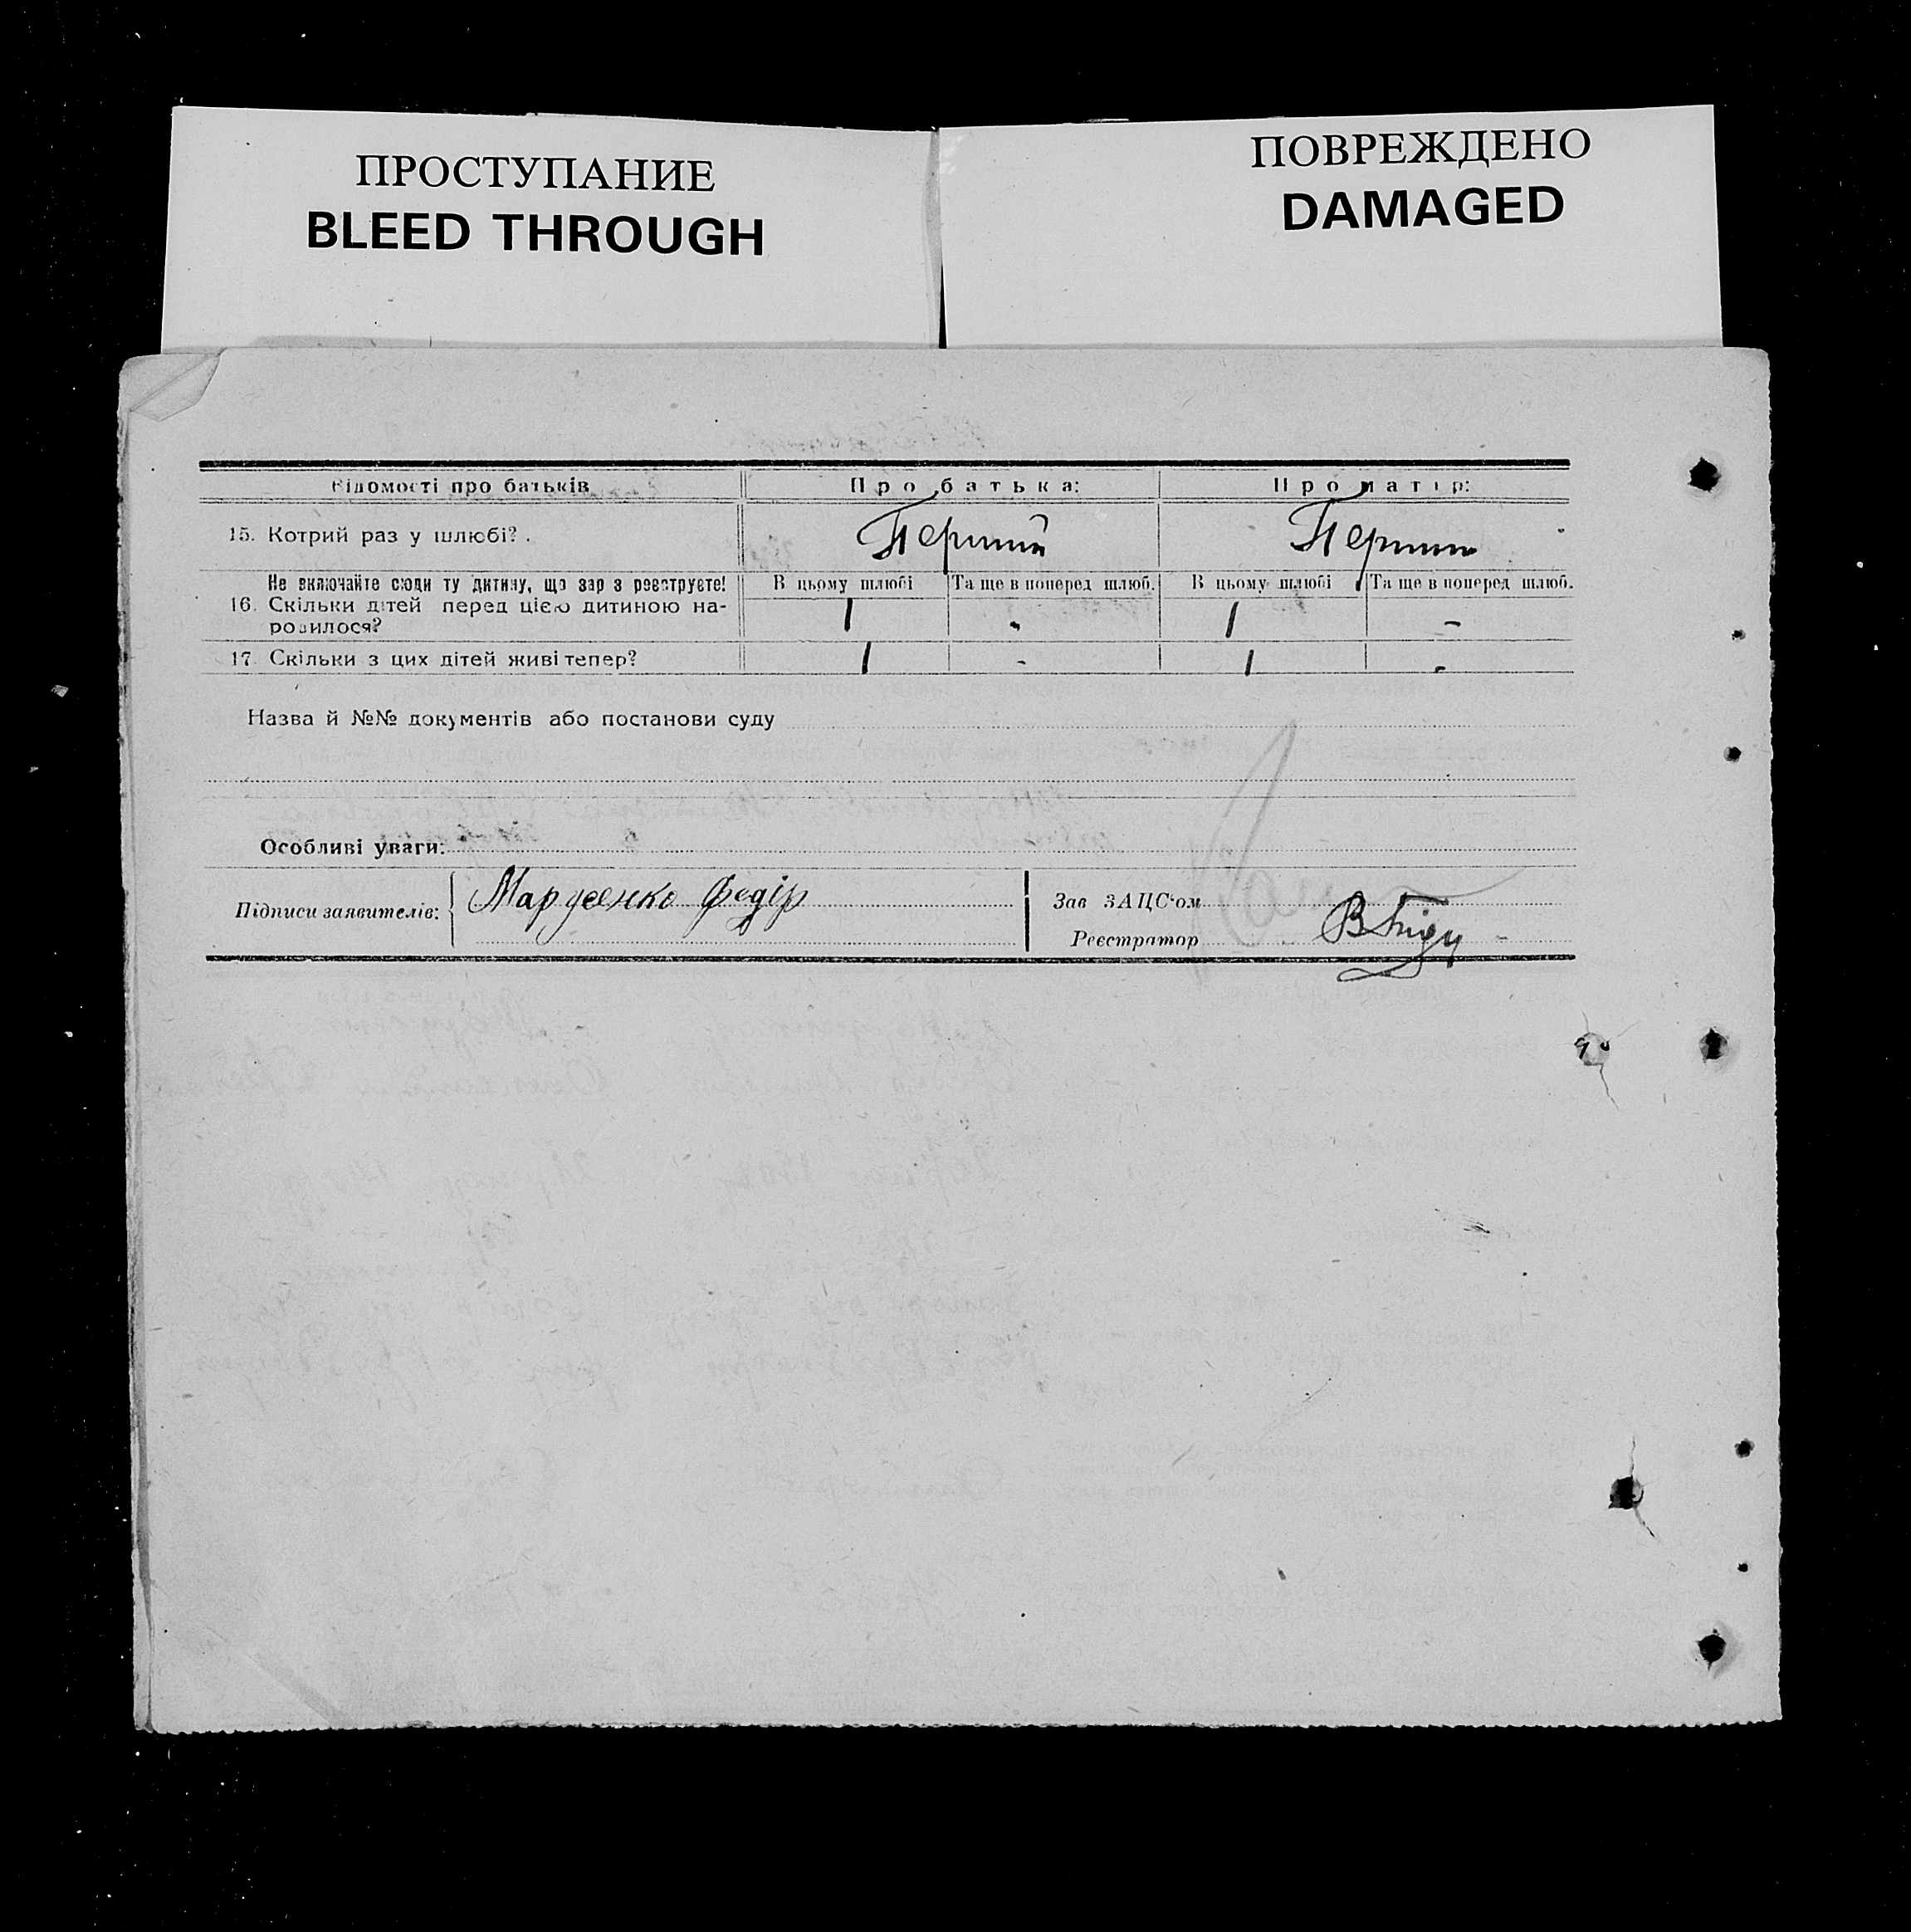 ПРОСТУПАНИЕ
BLEED THROUGH
ПОВРЕЖДЕНО
DAMAGED
Відомості про батьків Про батька: Про матір:
15. Котрий раз у шлюбі? . Перший Перший
Не включайте сюди ту дитину, що зараз реєструєте! В цьому шлюбі Та ще в поперед шлюб. В цьому шлюбі Та ще в поперед шлюб.
16. Скільки дітей перед цією дитиною на-
родилося? 1 - 1 -
17. Скільки з цих дітей живі тепер? 1 - 1 -
Назва й №№ документів або постанови суду
Особливі уваги:
Підписи заявителів: Федір
Зав ЗАЦС'ом
Реєстратор